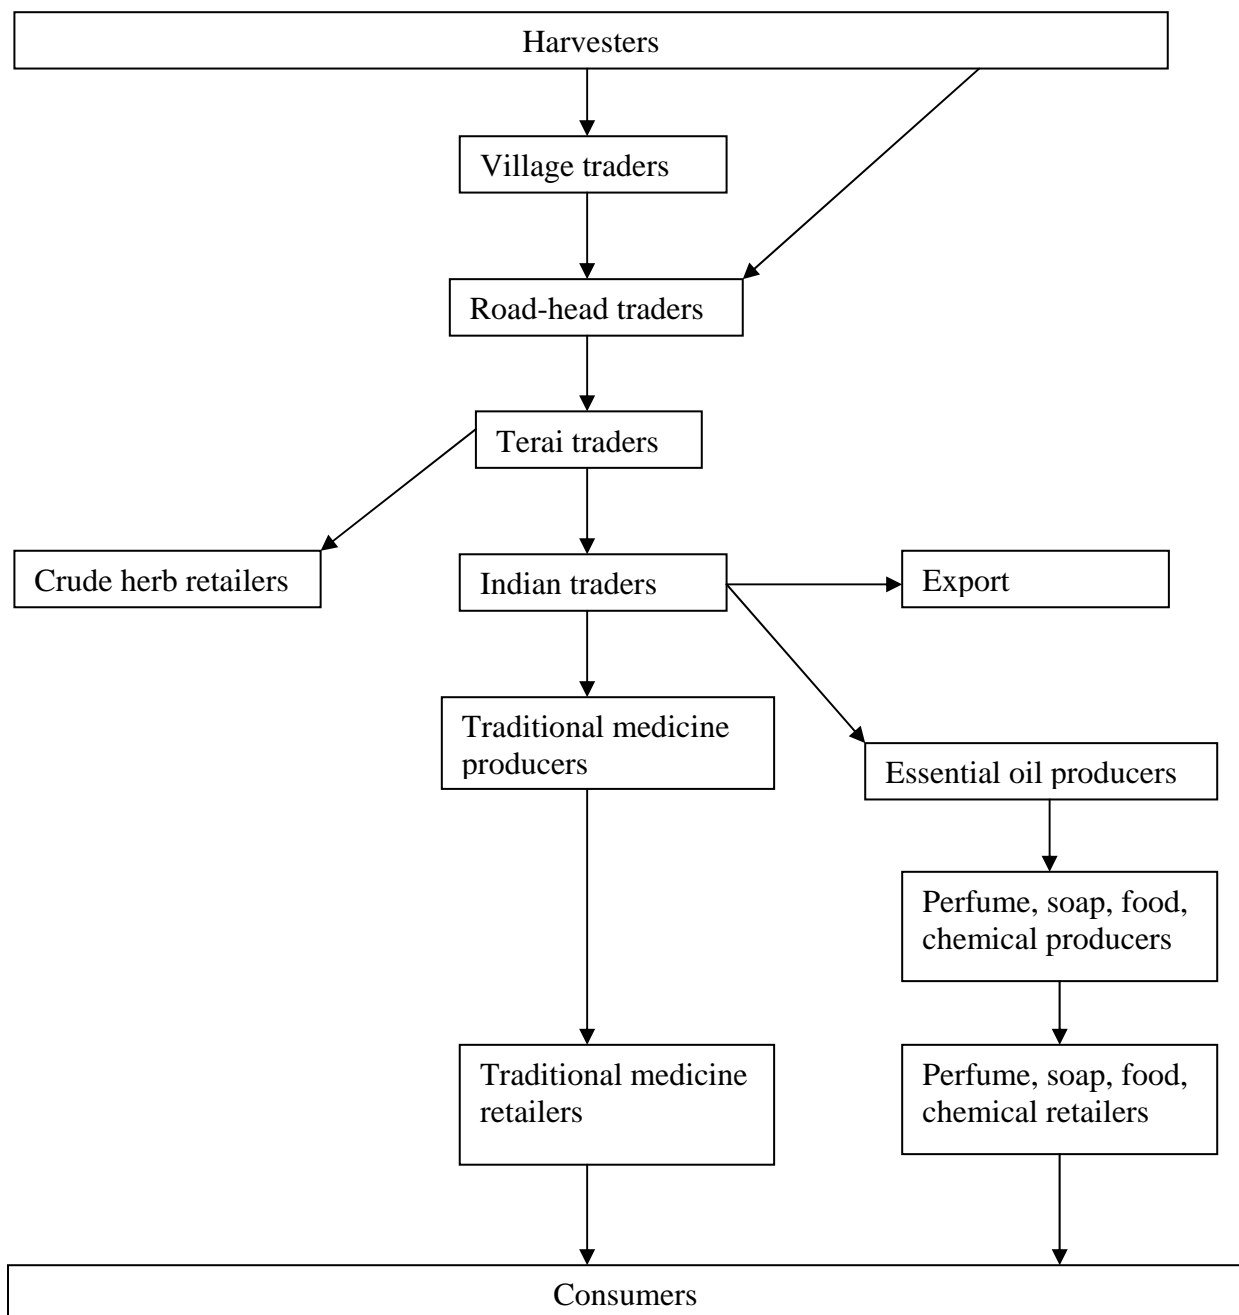 Harvesters
Village traders
Road-head traders
Terai traders
Crude herb retailers
Indian traders
Export
Traditional medicine
producers
Essential oil producers
Perfume, soap, food,
chemical producers
Traditional medicine
retailers
Perfume, soap, food,
chemical retailers
Consumers